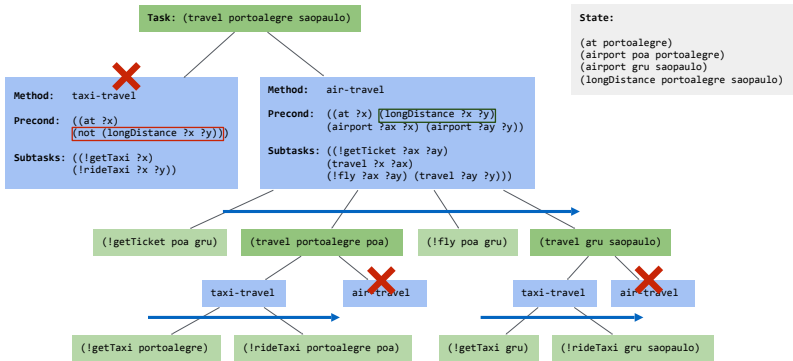 Task: (travel portoalegre saopaulo)
State:
(at portoalegre)
(airport poa portoalegre)
(airport gru saopaulo)
(longDistance portoalegre saopaulo)
Method: taxi-travel
Precond: ((at ?x)
(not (longDistance ?x ?y)))
Subtasks: ((!getTaxi ?x)
(!rideTaxi ?x ?y))
Method: air-travel
Precond: ((at ?x) (longDistance ?x ?y)
(airport ?ax ?x) (airport ?ay ?y))
Subtasks: ((!getTicket ?ax ?ay)
(travel ?x ?ax)
(!fly ?ax ?ay) (travel ?ay ?y)))
(!getTicket poa gru)
(travel portoalegre poa)
(!fly poa gru)
(travel gru saopaulo)
taxi-travel
air-travel
taxi-travel
air-travel
(!getTaxi portoalegre)
(!rideTaxi portoalegre poa)
(!getTaxi gru)
(!rideTaxi gru saopaulo)